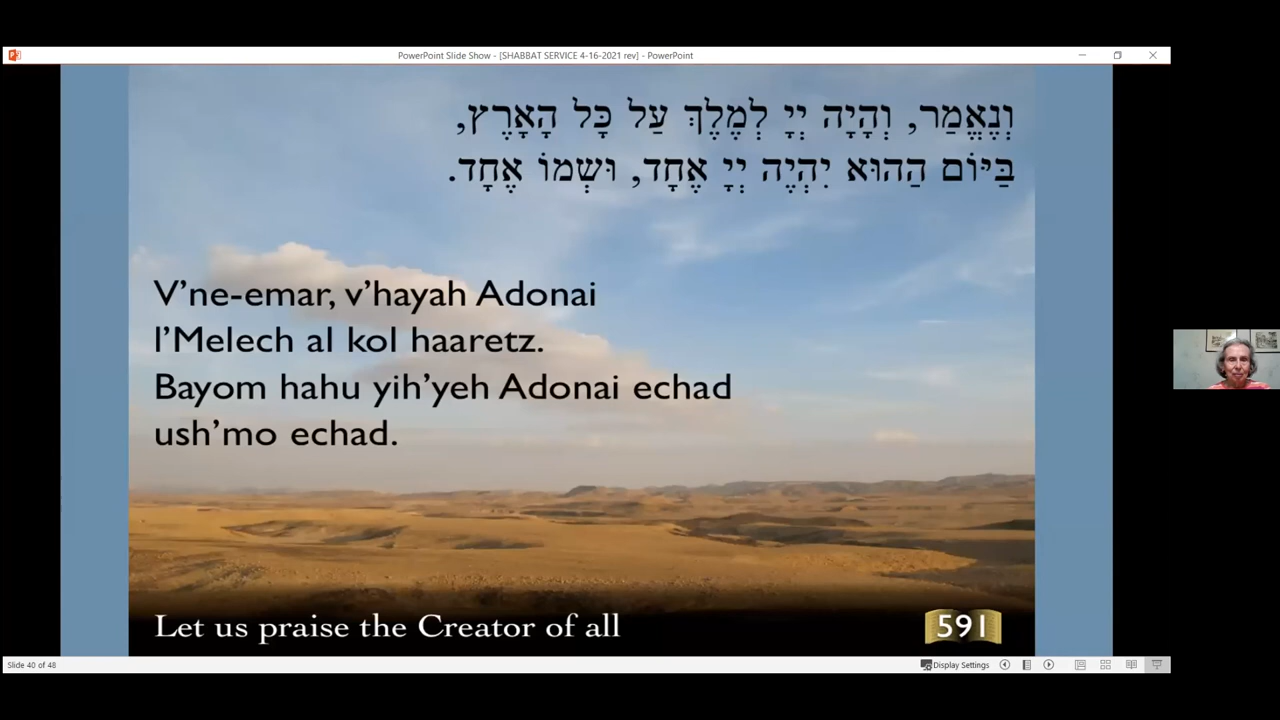 PowerPoint Slide Show - [SHABBAT SERVICE 4-16-2021 rev] - PowerPoint
וְנֶאֱמַר, וְהָיָה יְיָ לְמֶלֶךְ עַל כָּל הָאָרֶץ,
בַּיּוֹם הַהוּא יִהְיֶה יְיָ אֶחָד, וּשְׁמוֹ אֶחָד.
V’ne-emar, v’hayah Adonai
l’Melech al kol haaretz.
Bayom hahu yih’yeh Adonai echad
ush’mo echad.
Let us praise the Creator of all
591
Slide 40 of 48
Display Settings